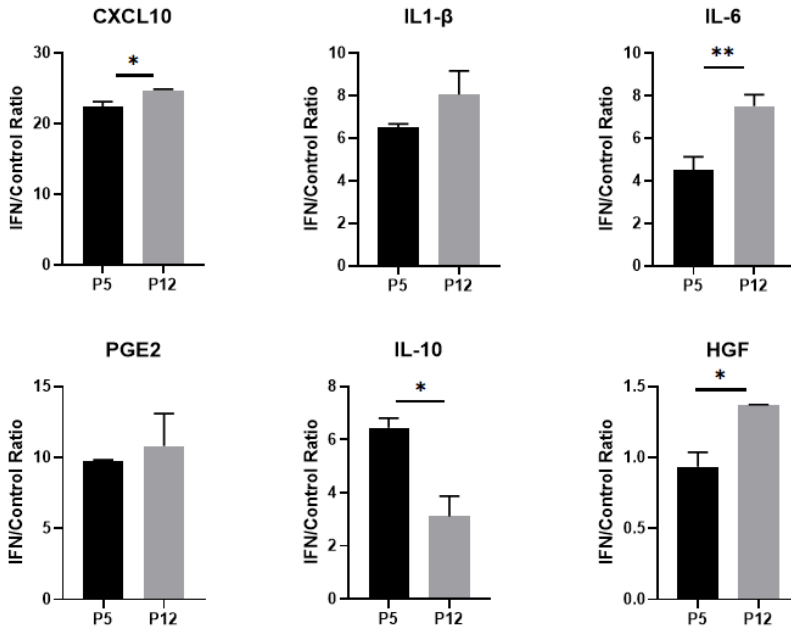 CXCL10
IFN/Control Ratio
30
20
10
0
*
P5 P12
IL1-β
IFN/Control Ratio
10
8
6
4
2
0
P5 P12
IL-6
IFN/Control Ratio
10
8
6
4
2
0
**
P5 P12
PGE2
IFN/Control Ratio
15
10
5
0
P5 P12
IL-10
IFN/Control Ratio
8
6
4
2
0
*
P5 P12
HGF
IFN/Control Ratio
1.5
1.0
0.5
0.0
*
P5 P12